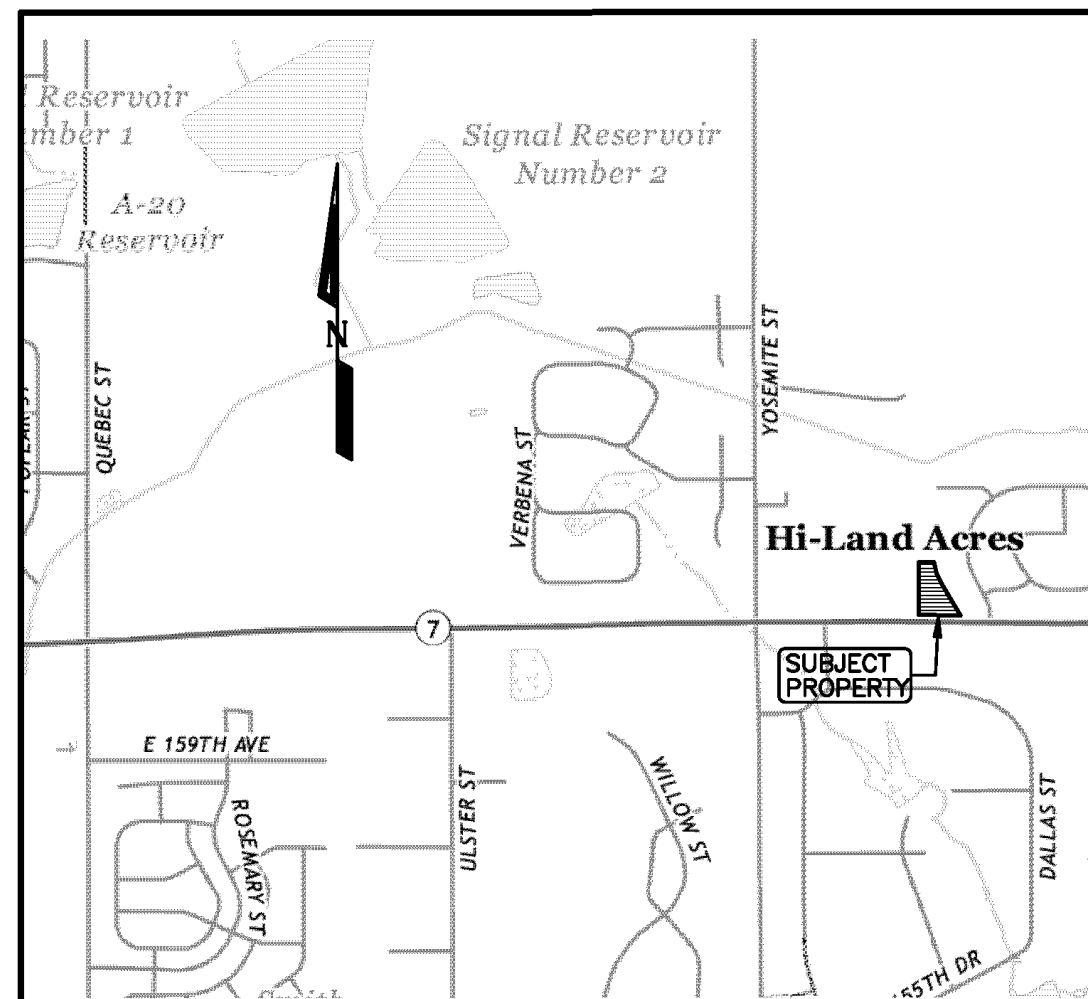 Reservoir
mber 1
Signal Reservoir
Number 2
A-20
Reservoir
N
QUEBEC ST
YOSEMITE ST
VERBENA ST
Hi-Land Acres
7
SUBJECT
PROPERTY
E 159TH AVE
ROSEMARY ST
ULSTER ST
WILLOW ST
DALLAS ST
155TH DR